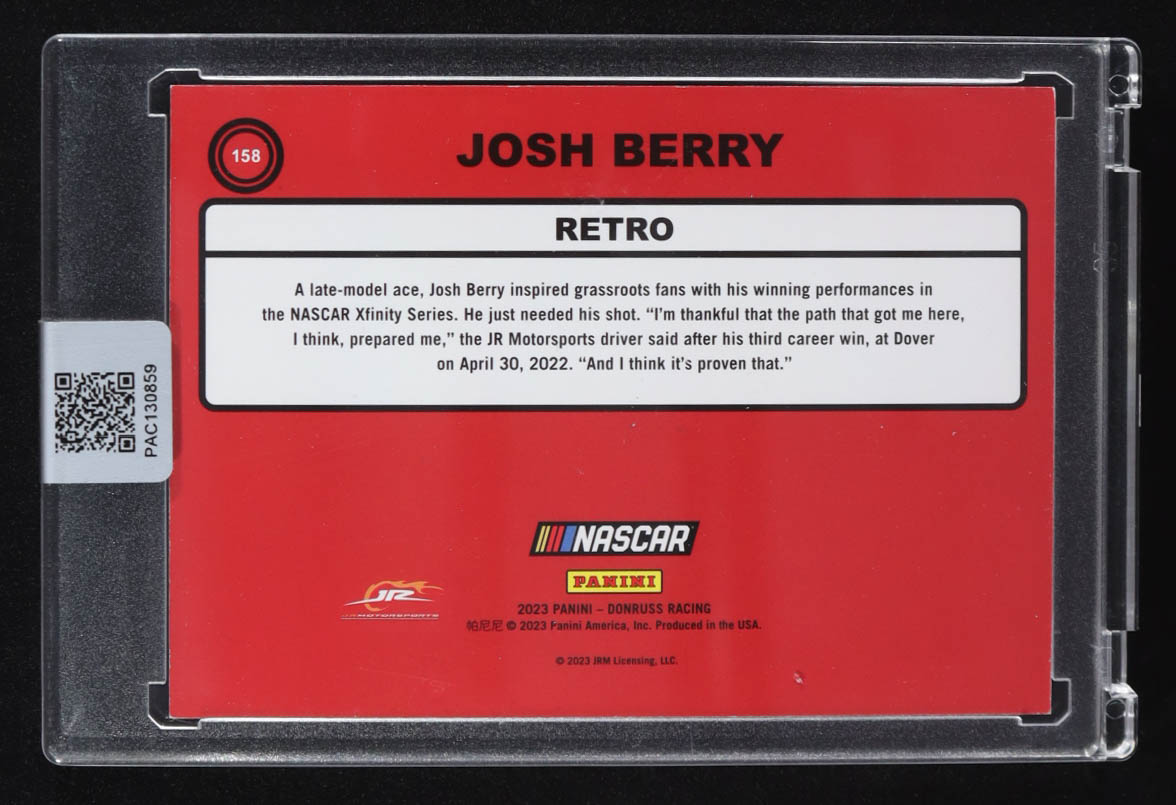 158
JOSH BERRY
RETRO
A late-model ace, Josh Berry inspired grassroots fans with his winning performances in
the NASCAR Xfinity Series. He just needed his shot. “I’m thankful that the path that got me here,
I think, prepared me,” the JR Motorsports driver said after his third career win, at Dover
on April 30, 2022. “And I think it’s proven that.”
PAC130859
NASCAR
PANINI
JR
JR MOTORSPORTS
2023 PANINI – DONRUSS RACING
帕尼尼 © 2023 Panini America, Inc. Produced in the USA.
© 2023 JRM Licensing, LLC.